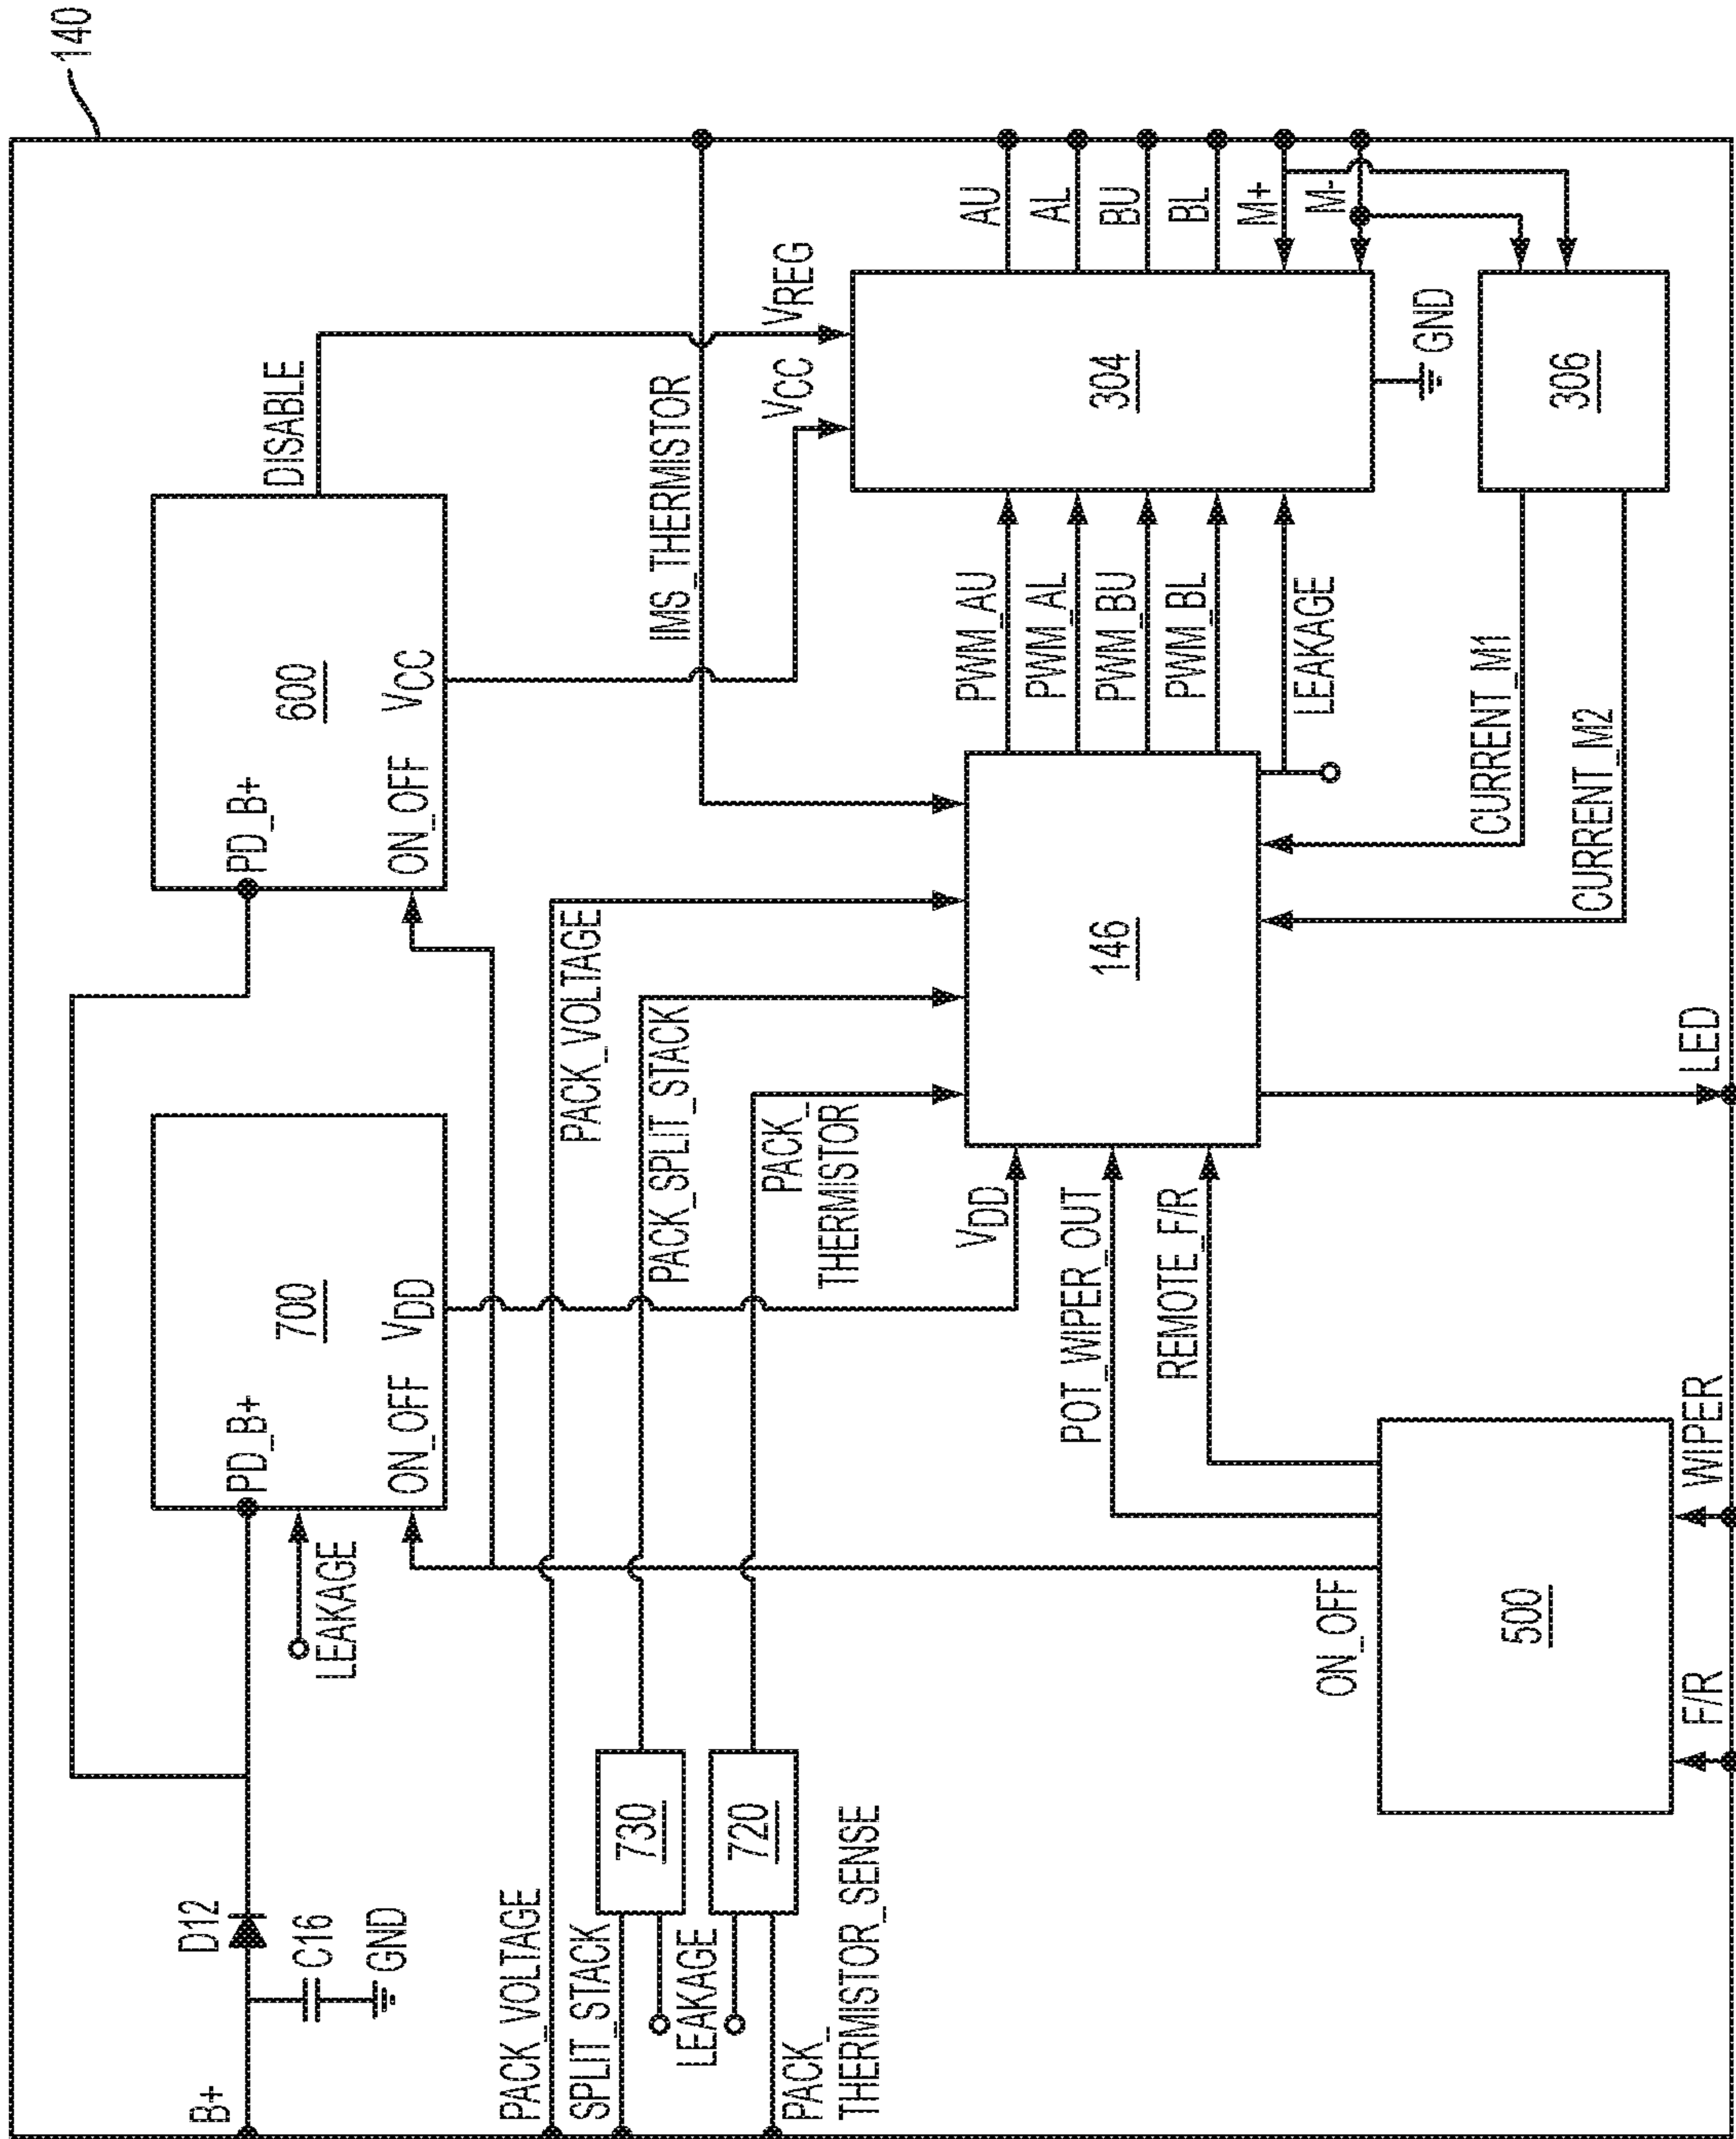 140
B+
D12
C16
GND
PD_B+
700
LEAKAGE
ON_OFF
VDD
PD_B+
600
DISABLE
ON_OFF
VCC
PACK_VOLTAGE
SPLIT_STACK
730
LEAKAGE
720
PACK_
THERMISTOR_SENSE
PACK_VOLTAGE
PACK_SPLIT_STACK
PACK_
THERMISTOR
IMS_THERMISTOR
VCC
VREG
VDD
POT_WIPER_OUT
REMOTE_F/R
146
PWM_AU
PWM_AL
PWM_BU
PWM_BL
LEAKAGE
304
AU
AL
BU
BL
M+
M-
GND
306
CURRENT_M1
CURRENT_M2
ON_OFF
500
F/R
WIPER
LED